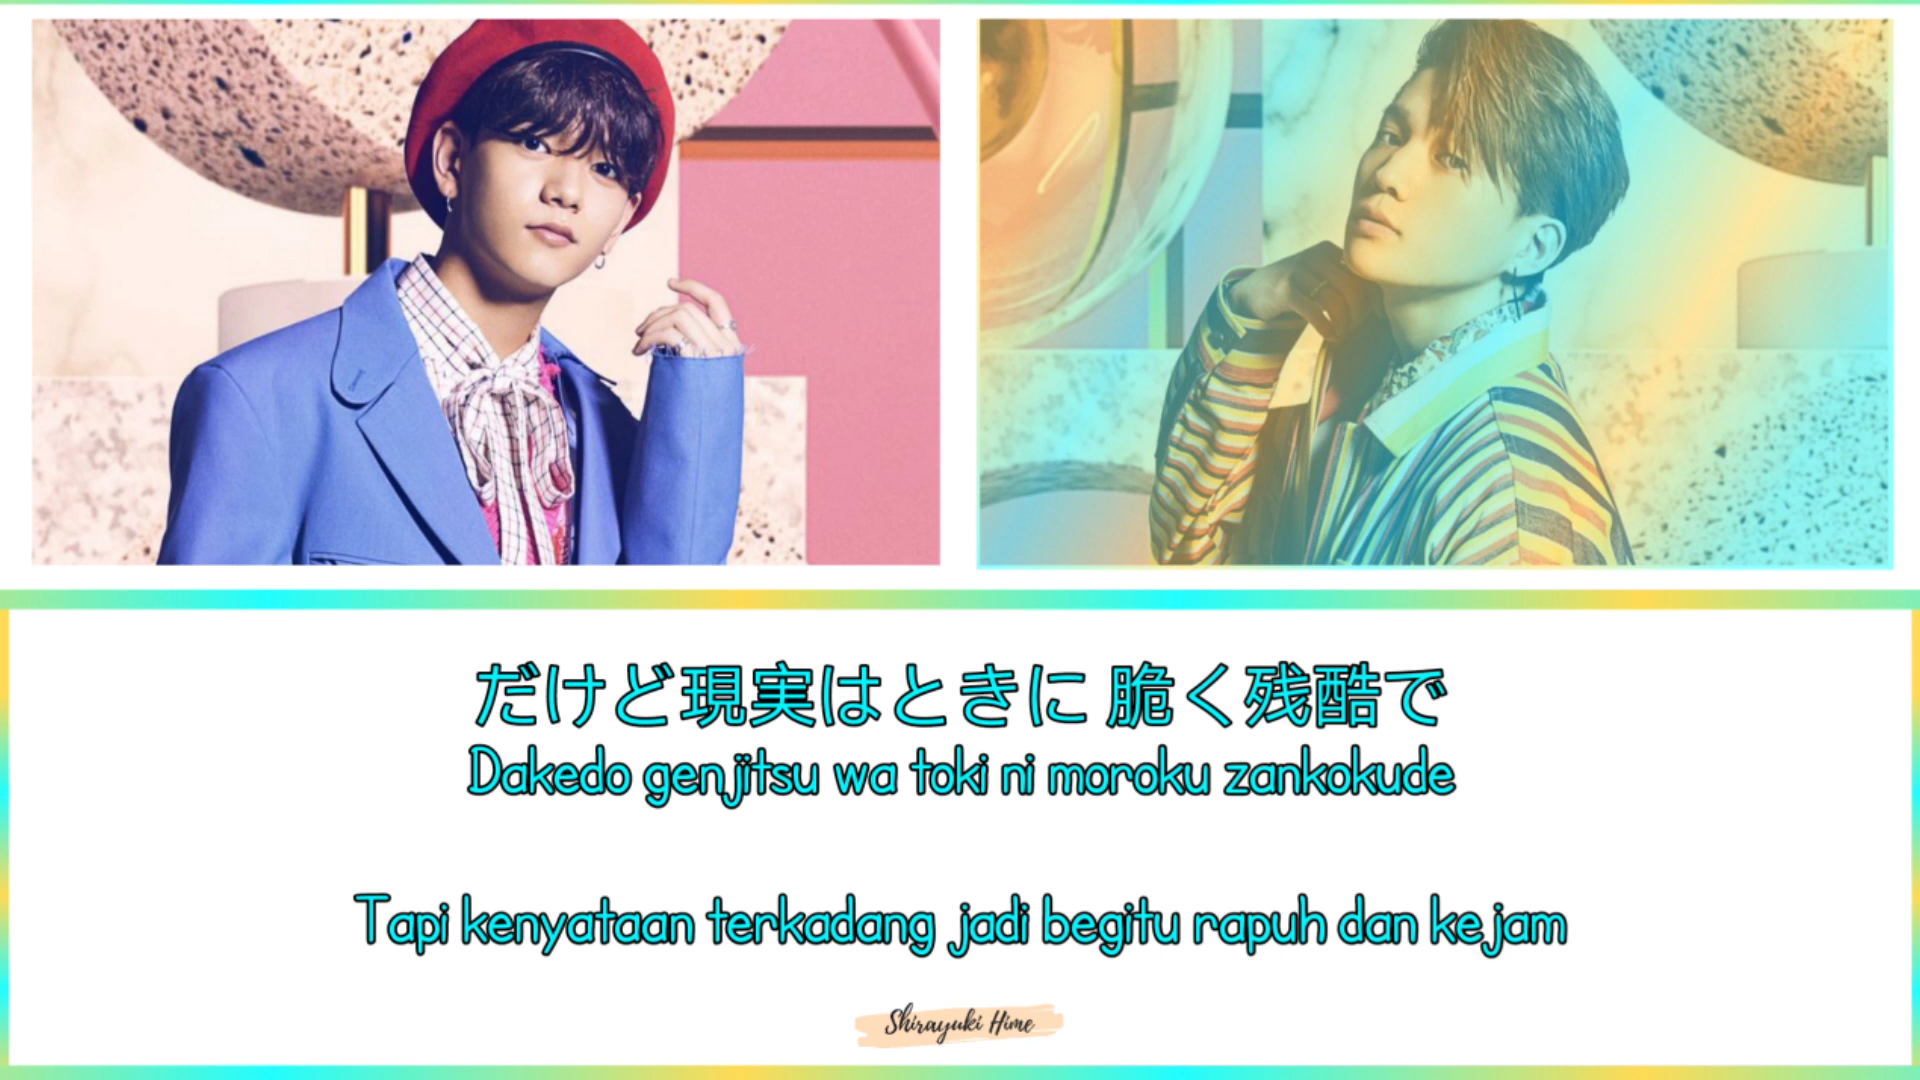 だけど現実はときに 脆く残酷で
Dakedo genjitsu wa toki ni moroku zankokude
Tapi kenyataan terkadang jadi begitu rapuh dan kejam
Shirayuki Hime